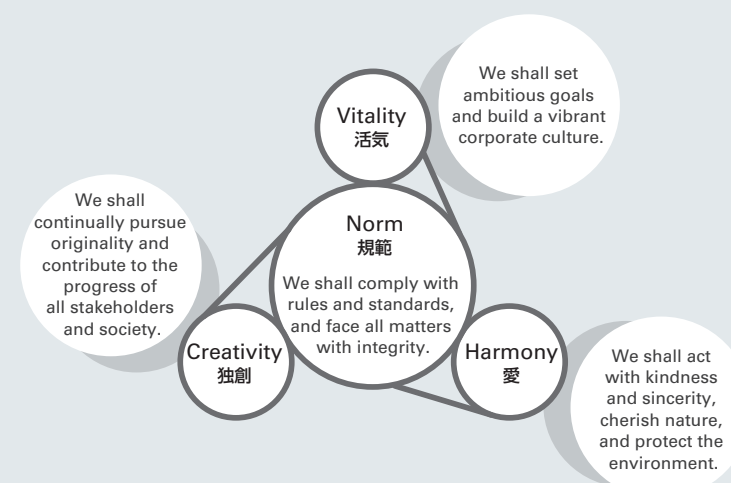 Vitality
活気
We shall set
ambitious goals
and build a vibrant
corporate culture.
Norm
規範
We shall comply with
rules and standards,
and face all matters
with integrity.
We shall
continually pursue
originality and
contribute to the
progress of
all stakeholders
and society.
Creativity
独創
Harmony
愛
We shall act
with kindness
and sincerity,
cherish nature,
and protect the
environment.